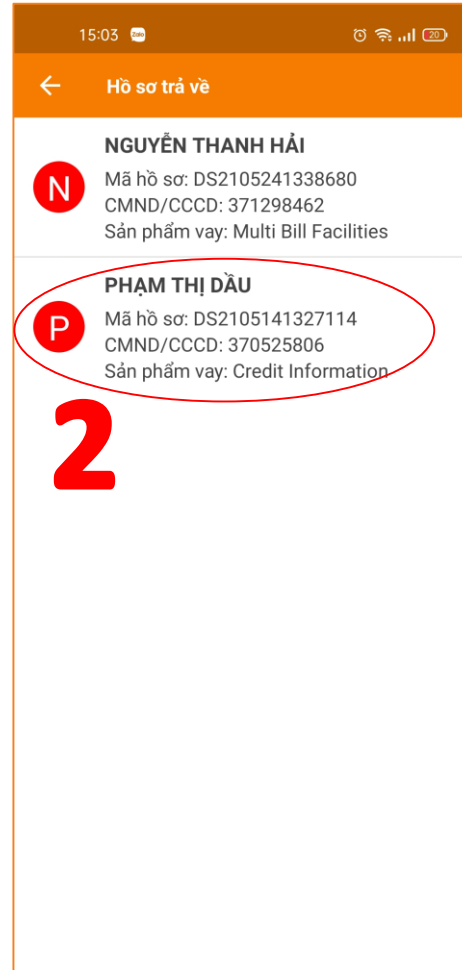 15:03 Zalo 20
Hồ sơ trả về
NGUYỄN THANH HẢI
N
Mã hồ sơ: DS2105241338680
CMND/CCCD: 371298462
Sản phẩm vay: Multi Bill Facilities
PHẠM THỊ DẦU
P
Mã hồ sơ: DS2105141327114
CMND/CCCD: 370525806
Sản phẩm vay: Credit Information
2